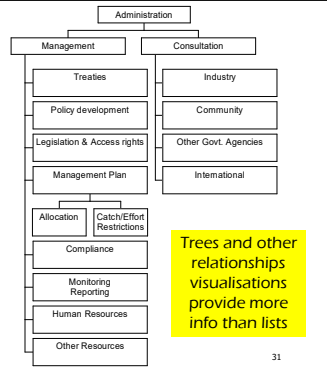 Administration
Management
Consultation
Treaties
Industry
Policy development
Community
Legislation & Access rights
Other Govt. Agencies
Management Plan
International
Allocation
Catch/Effort
Restrictions
Compliance
Monitoring
Reporting
Human Resources
Other Resources
Trees and other
relationships
visualisations
provide more
info than lists
31